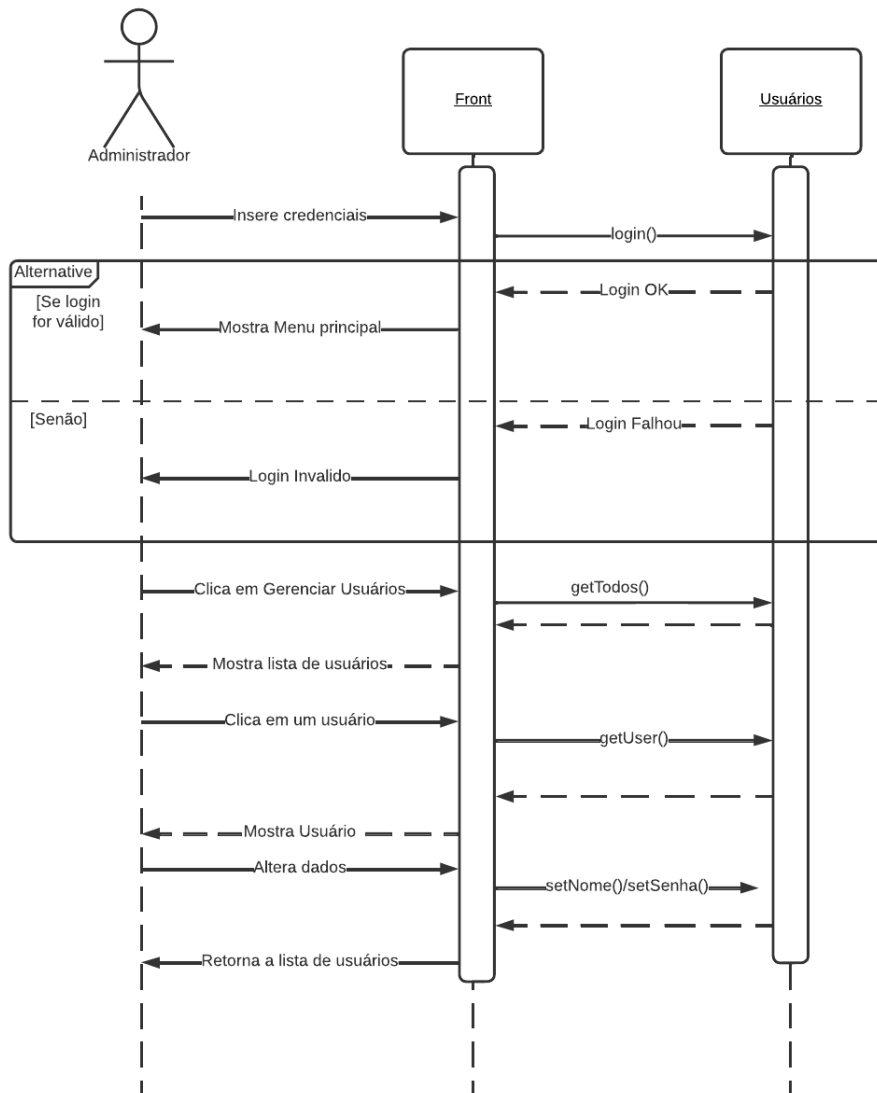 Front
Usuários
Administrador
Insere credenciais
login()
Alternative
[Se login
for válido]
Login OK
Mostra Menu principal
[Senão]
Login Falhou
Login Invalido
Clica em Gerenciar Usuários
getTodos()
Mostra lista de usuários
Clica em um usuário
getUser()
Mostra Usuário
Altera dados
setNome()/setSenha()
Retorna a lista de usuários